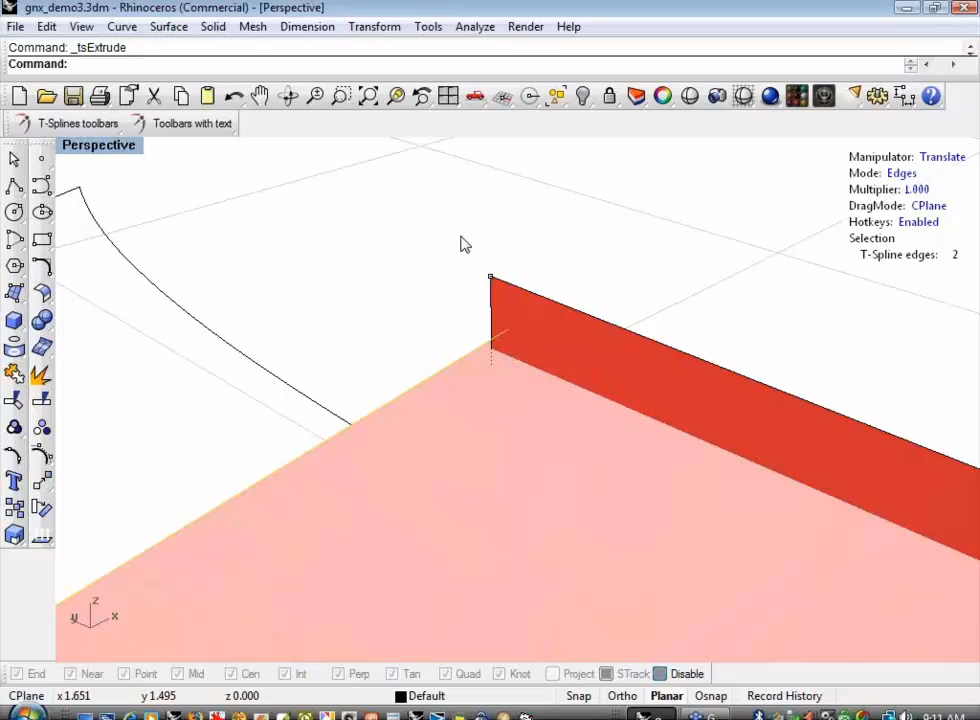 gnx_demo3.3dm - Rhinoceros (Commercial) - [Perspective]
File Edit View Curve Surface Solid Mesh Dimension Transform Tools Analyze Render Help
Command: _tsExtrude
Command:
T-Splines toolbars Toolbars with text
Perspective
Manipulator: Translate
Mode: Edges
Multiplier: 1.000
DragMode: CPlane
Hotkeys: Enabled
Selection
T-Spline edges: 2
z
y x
End Near Point Mid Cen Int Perp Tan Quad Knot Project STrack Disable
CPlane x 1.651 y 1.495 z 0.000 Default Snap Ortho Planar Osnap Record History
9:11 AM